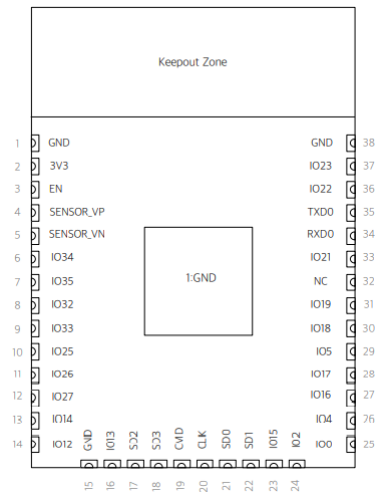 Keepout Zone
1 GND GND 38
2 3V3 IO23 37
3 EN IO22 36
4 SENSOR_VP TXD0 35
5 SENSOR_VN RXD0 34
6 IO34 IO21 33
7 IO35 1:GND NC 32
8 IO32 IO19 31
9 IO33 IO18 30
10 IO25 IO5 29
11 IO26 IO17 28
12 IO27 IO16 27
13 IO14 IO4 26
14 IO12 IO0 25
GND IO13 SD2 SD3 CMD CLK SD0 SD1 IO15 IO2
15 16 17 18 19 20 21 22 23 24